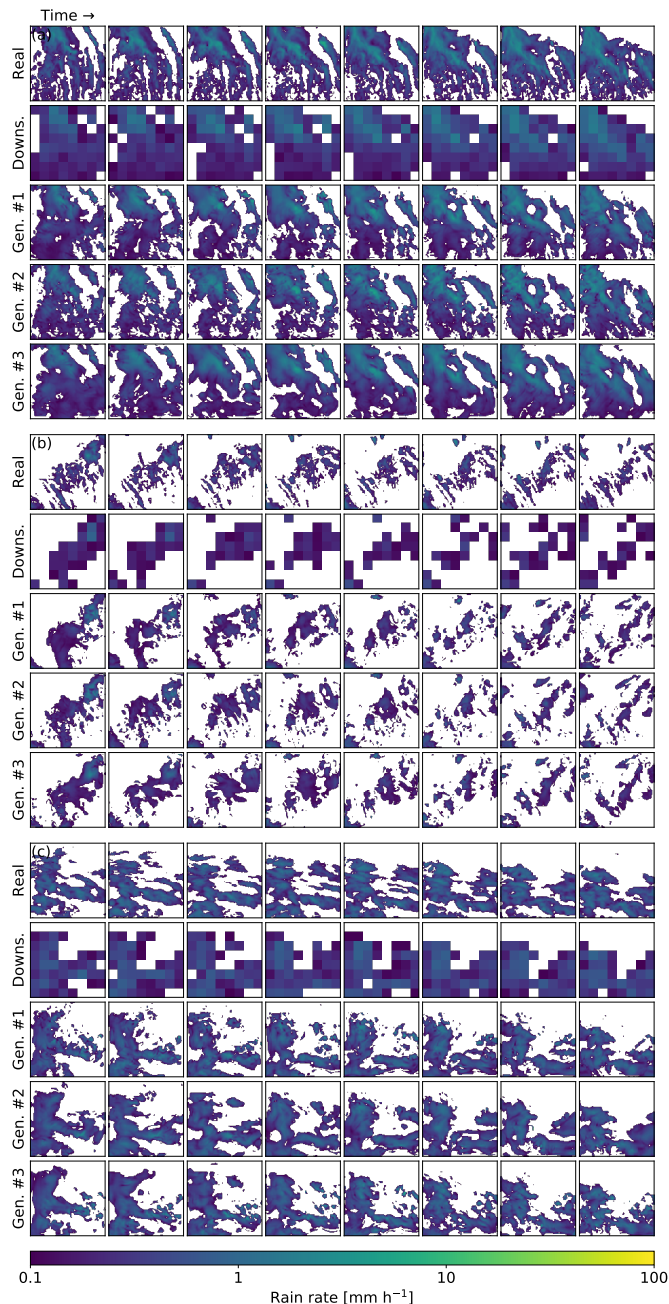 Time →
(a)
Real
Downs.
Gen. #1
Gen. #2
Gen. #3
(b)
Real
Downs.
Gen. #1
Gen. #2
Gen. #3
(c)
Real
Downs.
Gen. #1
Gen. #2
Gen. #3
0.1 1 10 100
Rain rate [mm h⁻¹]